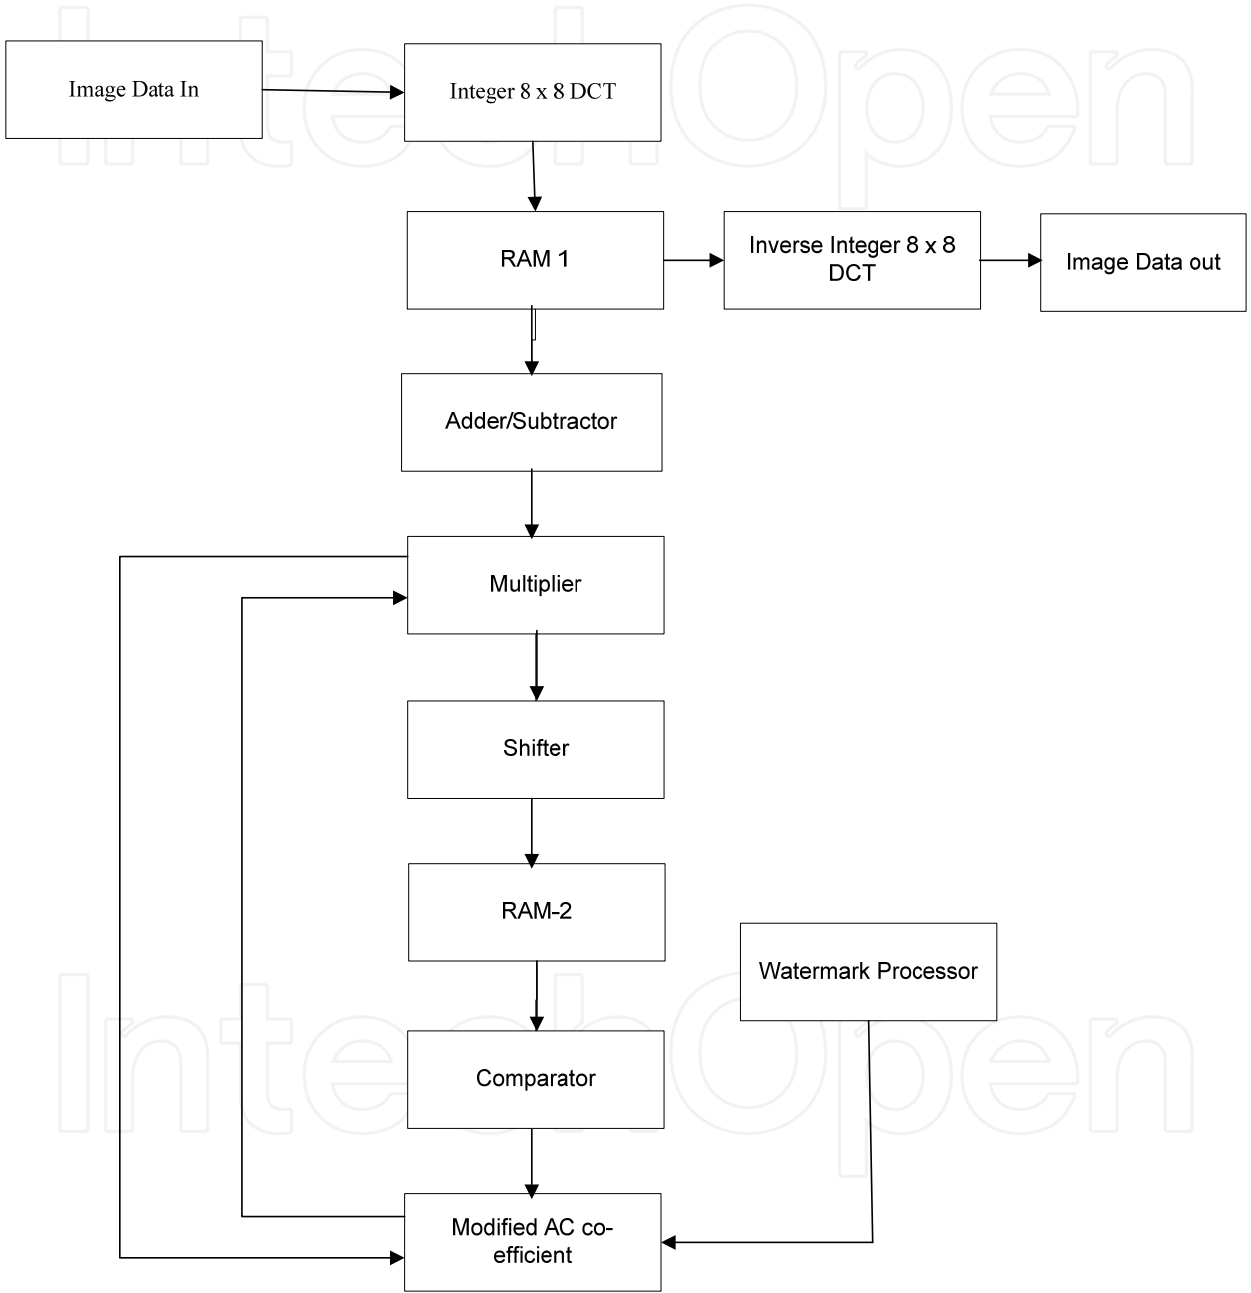 IntechOpen
Image Data In
Integer 8 x 8 DCT
RAM 1
Inverse Integer 8 x 8
DCT
Image Data out
Adder/Subtractor
Multiplier
Shifter
RAM-2
Watermark Processor
IntechOpen
Comparator
Modified AC co-
efficient